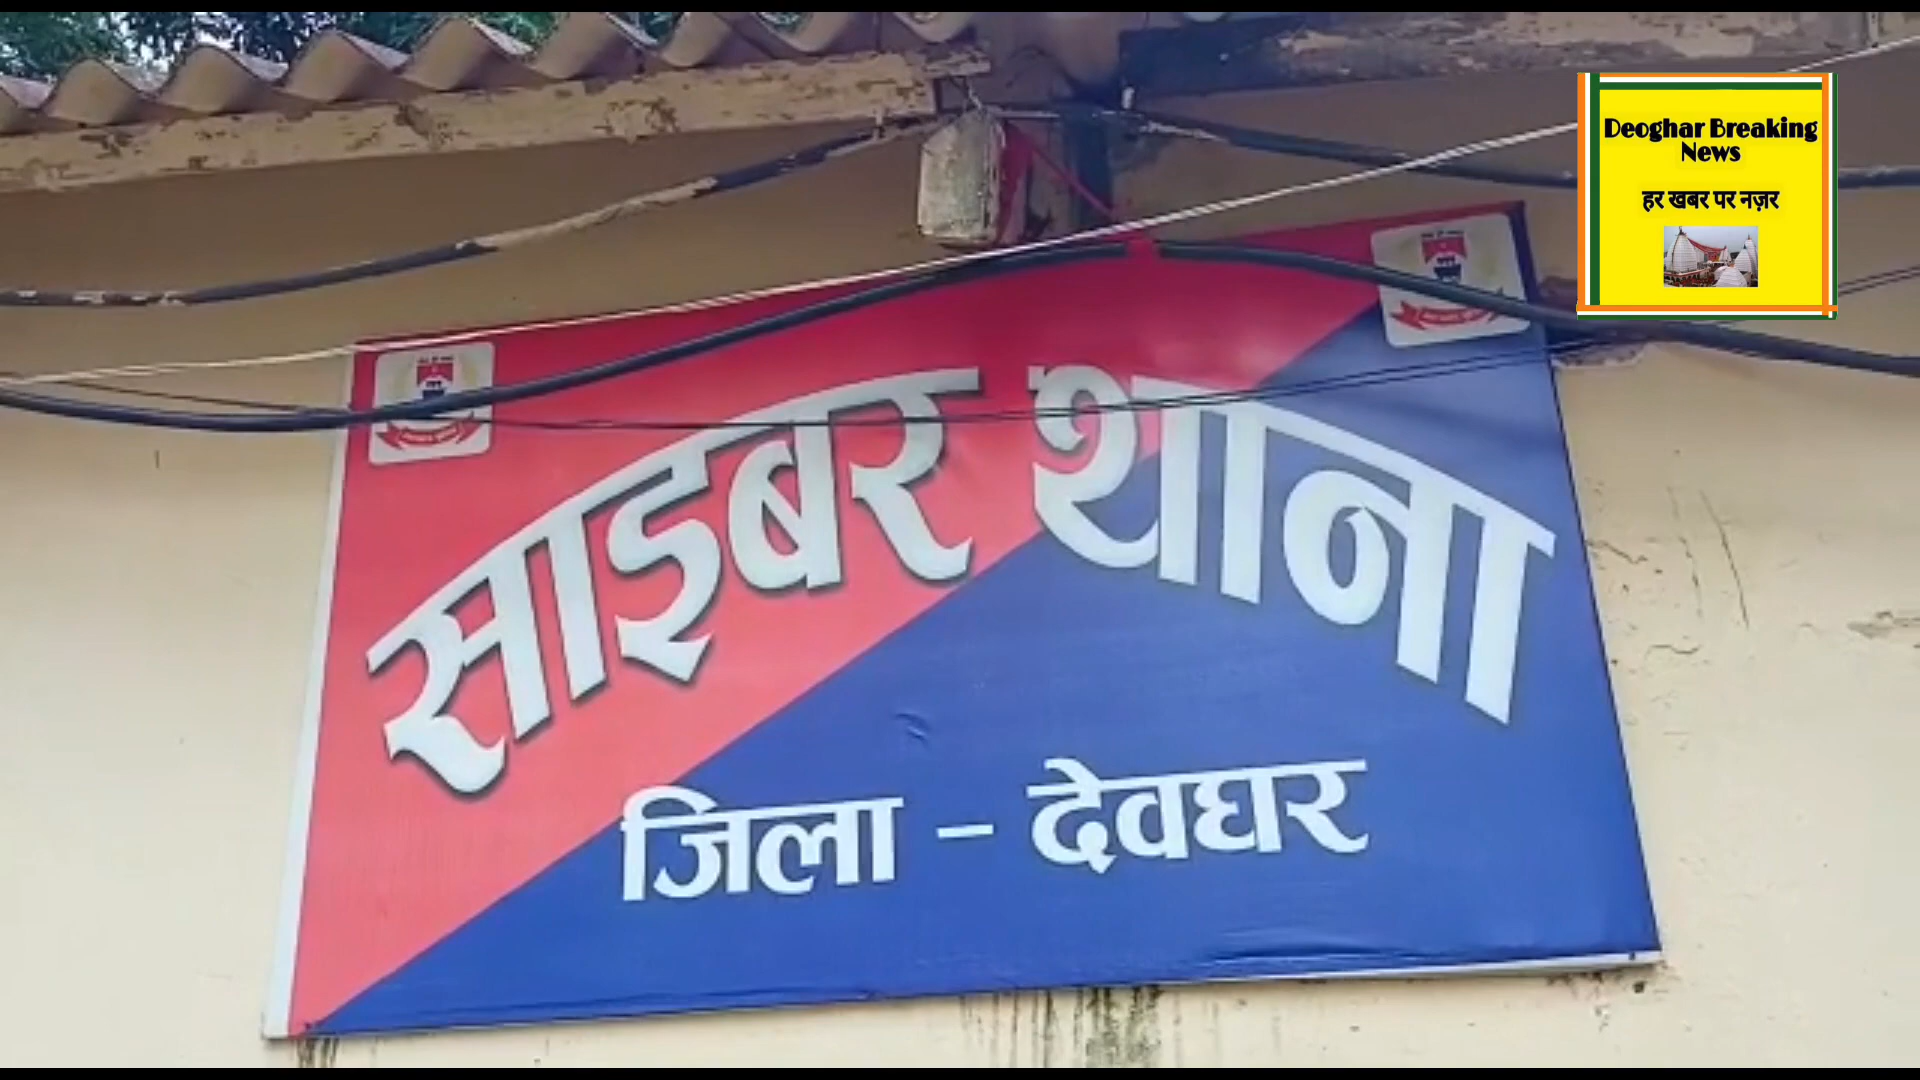 Deoghar Breaking
News
हर खबर पर नज़र
साइबर थाना
जिला – देवघर